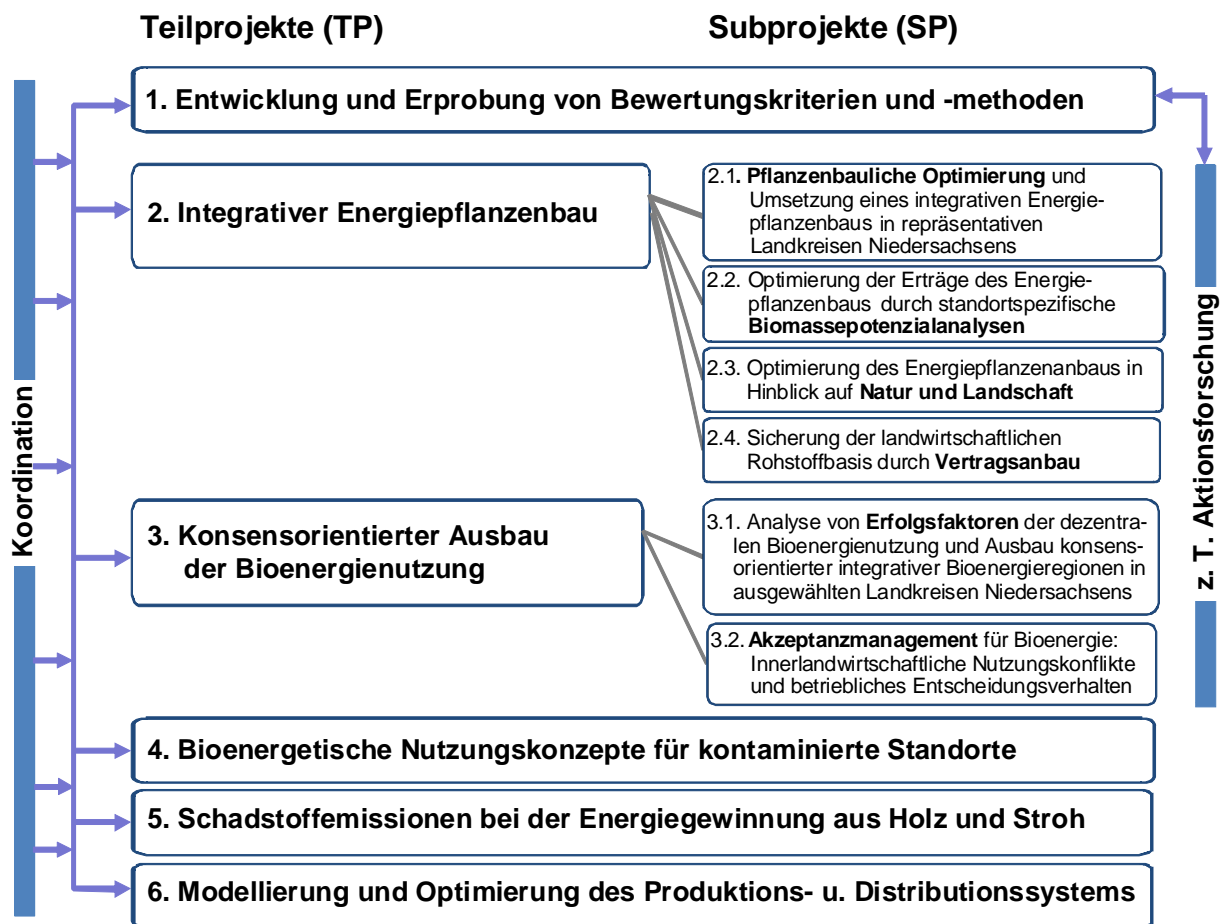 Teilprojekte (TP)
Subprojekte (SP)
1. Entwicklung und Erprobung von Bewertungskriterien und -methoden
2. Integrativer Energiepflanzenbau
2.1. Pflanzenbauliche Optimierung und
Umsetzung eines integrativen Energie-
pflanzenbaus in repräsentativen
Landkreisen Niedersachsens
2.2. Optimierung der Erträge des Energie-
pflanzenbaus durch standortspezifische
Biomassepotenzialanalysen
2.3. Optimierung des Energiepflanzenanbaus in
Hinblick auf Natur und Landschaft
2.4. Sicherung der landwirtschaftlichen
Rohstoffbasis durch Vertragsanbau
3. Konsensorientierter Ausbau
der Bioenergienutzung
3.1. Analyse von Erfolgsfaktoren der dezentra-
len Bioenergienutzung und Ausbau konsens-
orientierter integrativer Bioenergieregionen in
ausgewählten Landkreisen Niedersachsens
3.2. Akzeptanzmanagement für Bioenergie:
Innerlandwirtschaftliche Nutzungskonflikte
und betriebliches Entscheidungsverhalten
4. Bioenergetische Nutzungskonzepte für kontaminierte Standorte
5. Schadstoffemissionen bei der Energiegewinnung aus Holz und Stroh
6. Modellierung und Optimierung des Produktions- u. Distributionssystems
Koordination
z. T. Aktionsforschung